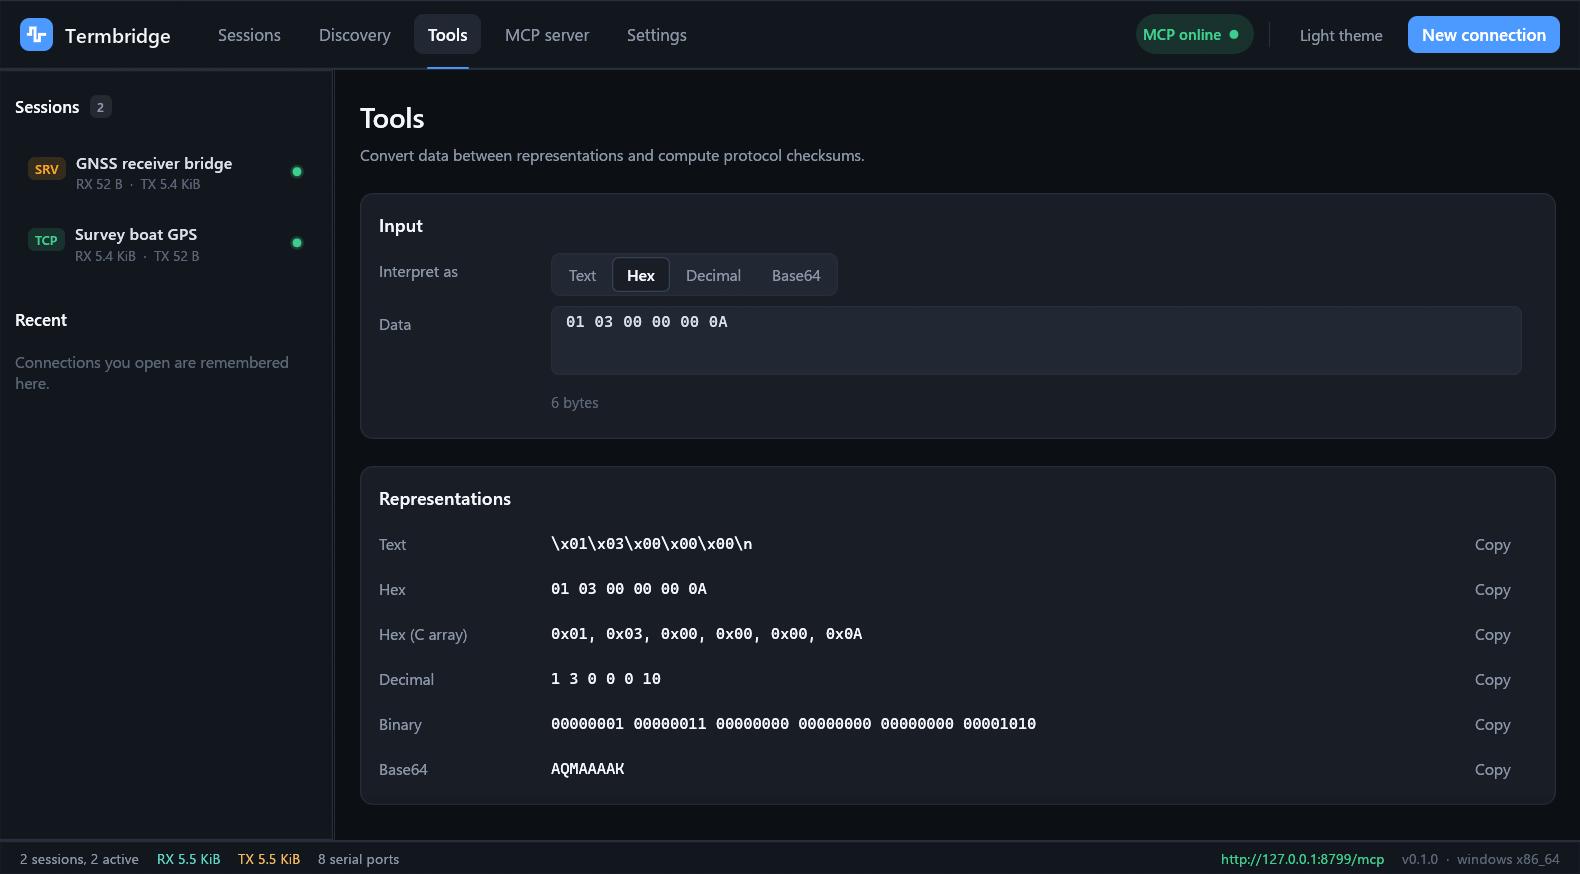 Termbridge
Sessions
Discovery
Tools
MCP server
Settings
MCP online
Light theme
New connection
Sessions 2
SRV GNSS receiver bridge
RX 52 B · TX 5.4 KiB
TCP Survey boat GPS
RX 5.4 KiB · TX 52 B
Recent
Connections you open are remembered
here.
Tools
Convert data between representations and compute protocol checksums.
Input
Interpret as Text Hex Decimal Base64
Data 01 03 00 00 00 0A
6 bytes
Representations
Text \x01\x03\x00\x00\x00\n Copy
Hex 01 03 00 00 00 0A Copy
Hex (C array) 0x01, 0x03, 0x00, 0x00, 0x00, 0x0A Copy
Decimal 1 3 0 0 0 10 Copy
Binary 00000001 00000011 00000000 00000000 00000000 00001010 Copy
Base64 AQMAAAAK Copy
2 sessions, 2 active RX 5.5 KiB TX 5.5 KiB 8 serial ports
http://127.0.0.1:8799/mcp v0.1.0 · windows x86_64